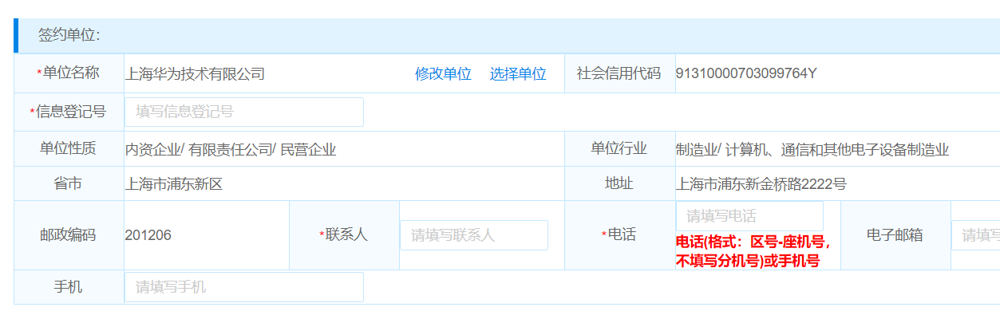 签约单位：
*单位名称 上海华为技术有限公司 修改单位 选择单位 社会信用代码 91310000703099764Y
*信息登记号 填写信息登记号
单位性质 内资企业/ 有限责任公司/ 民营企业 单位行业 制造业/ 计算机、通信和其他电子设备制造业
省市 上海市浦东新区 地址 上海市浦东新金桥路2222号
邮政编码 201206 *联系人 请填写联系人 *电话 请填写电话 电子邮箱 请填写
电话(格式：区号-座机号，
不填写分机号)或手机号
手机 请填写手机